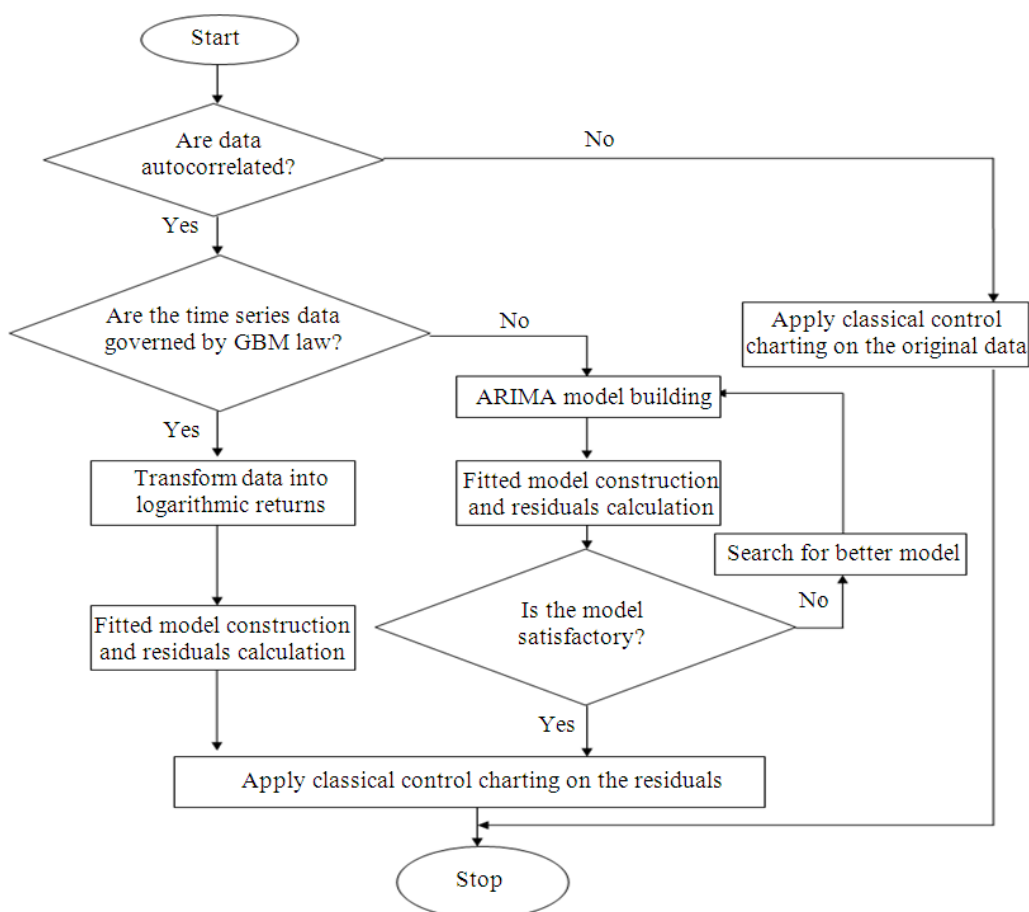 Start
Are data
autocorrelated?
No
Yes
Are the time series data
governed by GBM law?
No
Apply classical control
charting on the original data
ARIMA model building
Yes
Transform data into
logarithmic returns
Fitted model construction
and residuals calculation
Search for better model
No
Is the model
satisfactory?
Fitted model construction
and residuals calculation
Yes
Apply classical control charting on the residuals
Stop